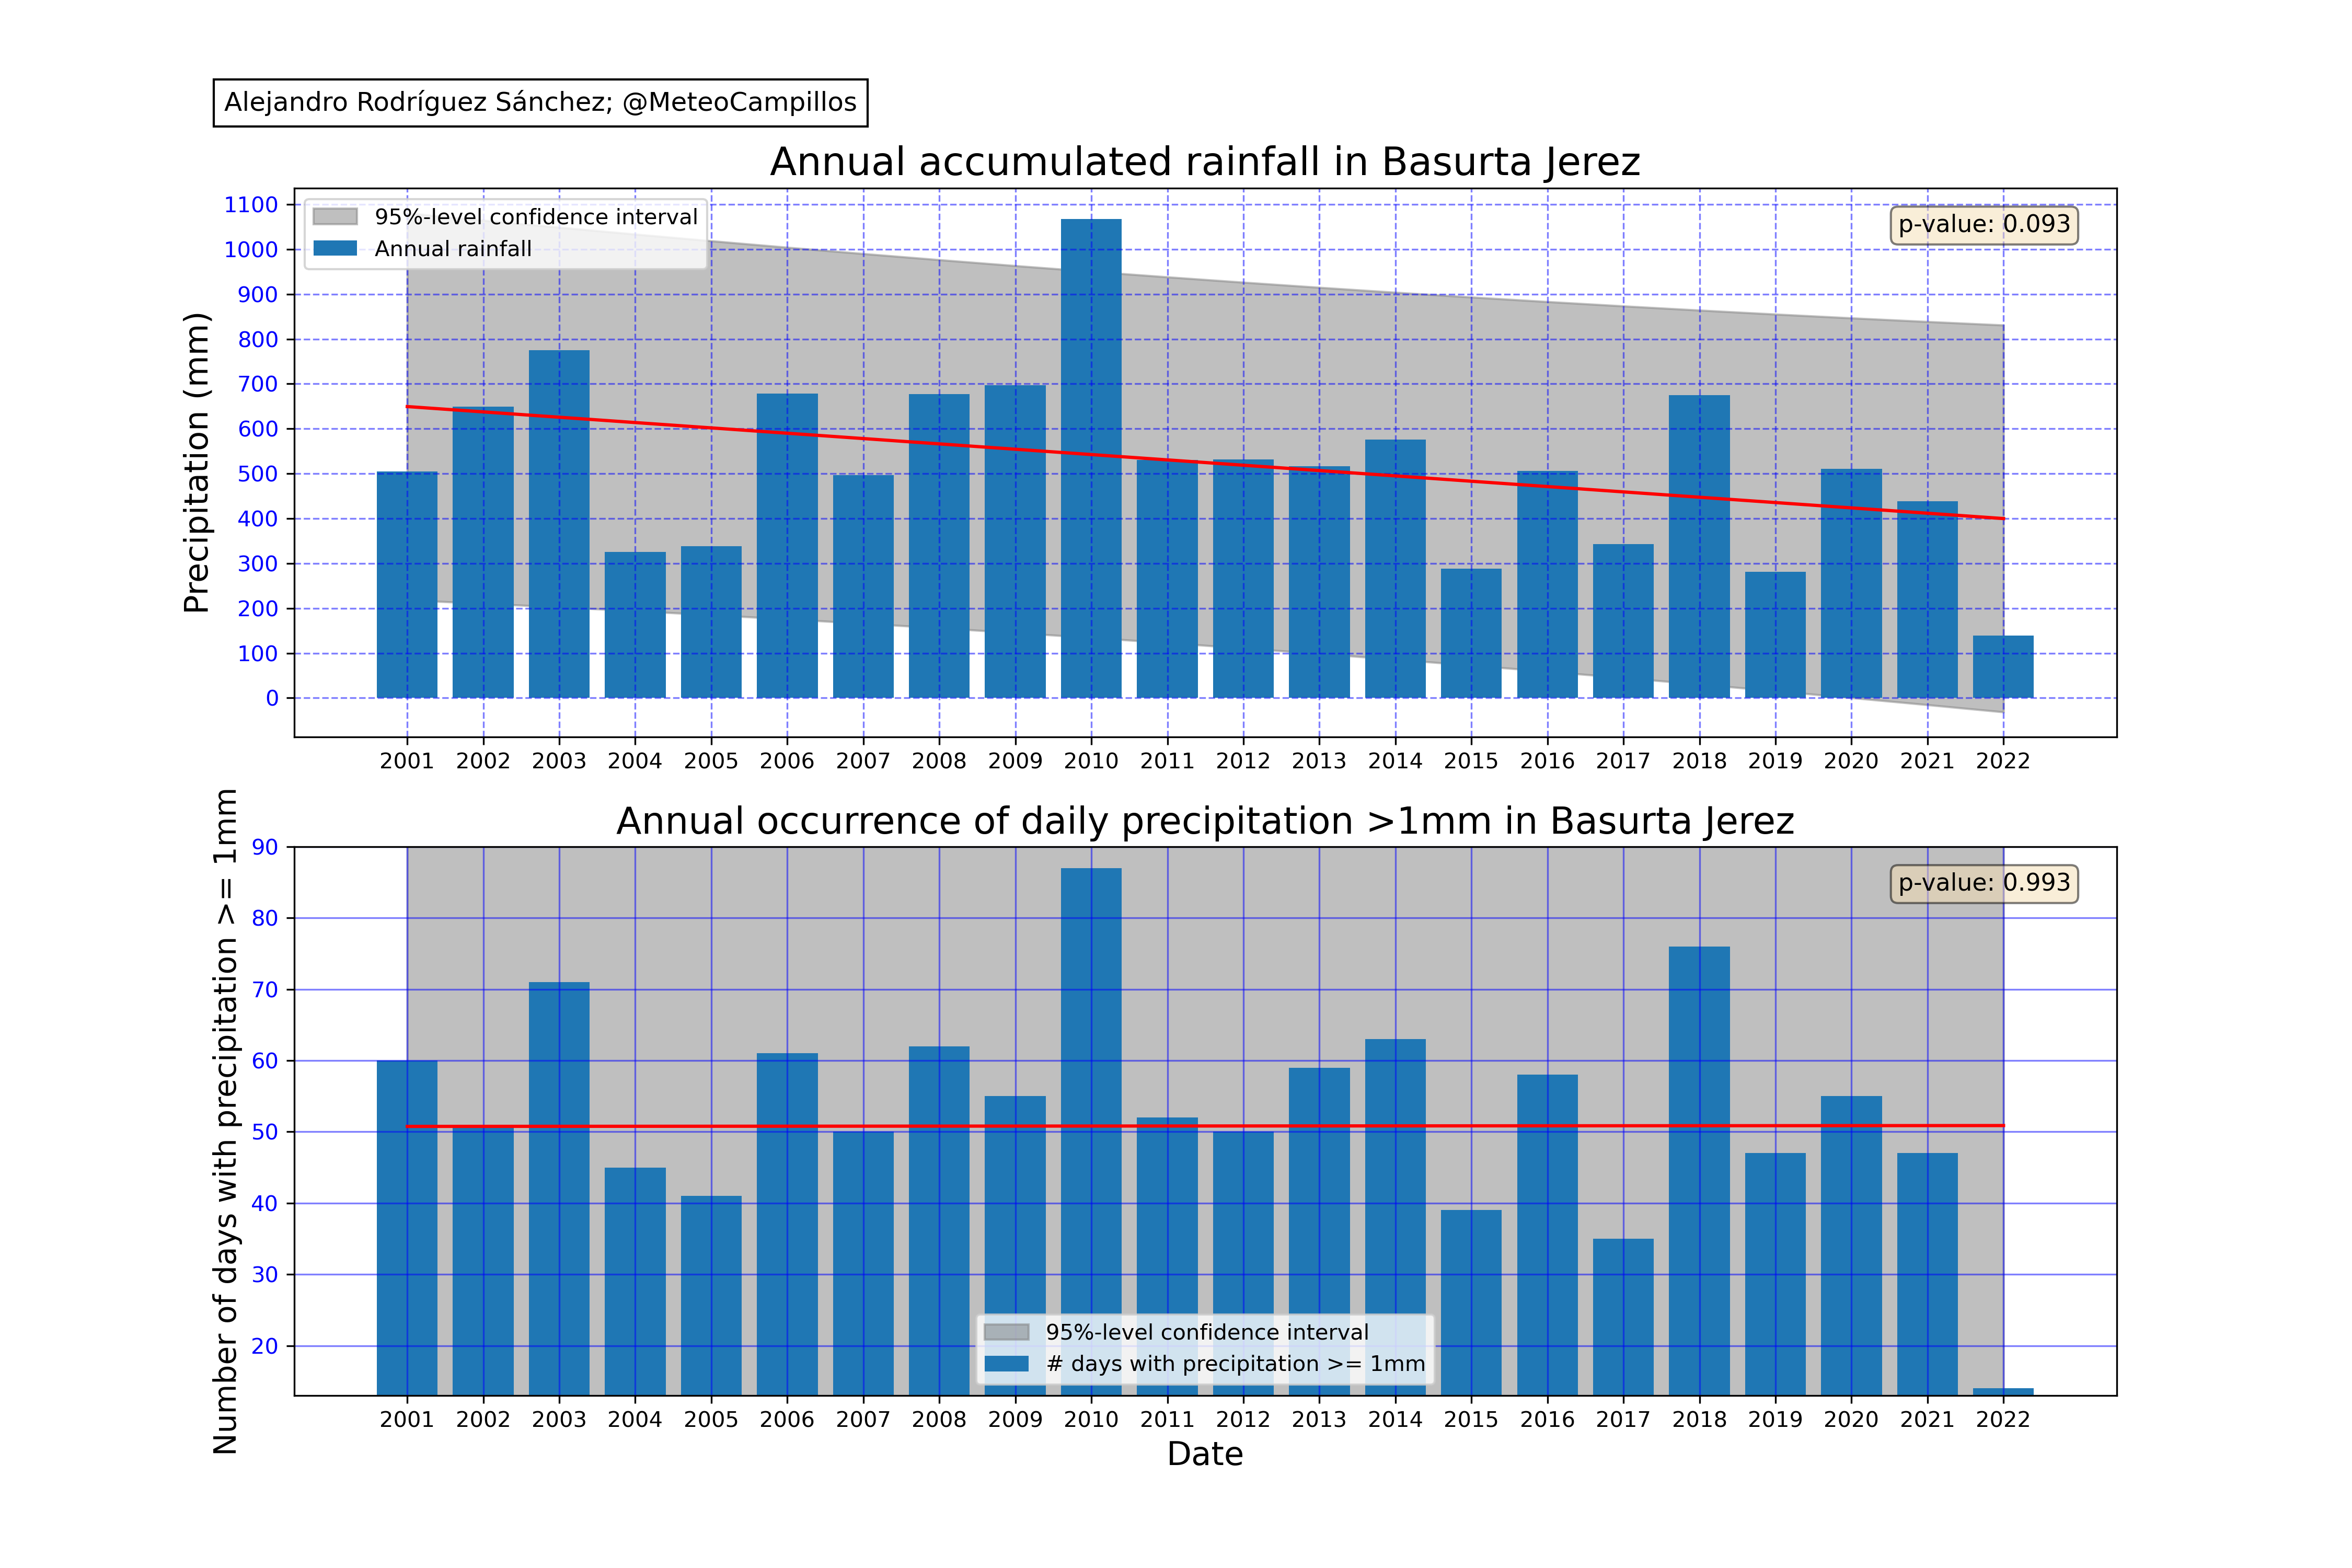 Alejandro Rodríguez Sánchez; @MeteoCampillos
Annual accumulated rainfall in Basurta Jerez
95%-level confidence interval
Annual rainfall
p-value: 0.093
Precipitation (mm)
1100
1000
900
800
700
600
500
400
300
200
100
0
2001 2002 2003 2004 2005 2006 2007 2008 2009 2010 2011 2012 2013 2014 2015 2016 2017 2018 2019 2020 2021 2022
Annual occurrence of daily precipitation >1mm in Basurta Jerez
p-value: 0.993
Number of days with precipitation >= 1mm
90
80
70
60
50
40
30
20
95%-level confidence interval
# days with precipitation >= 1mm
2001 2002 2003 2004 2005 2006 2007 2008 2009 2010 2011 2012 2013 2014 2015 2016 2017 2018 2019 2020 2021 2022
Date